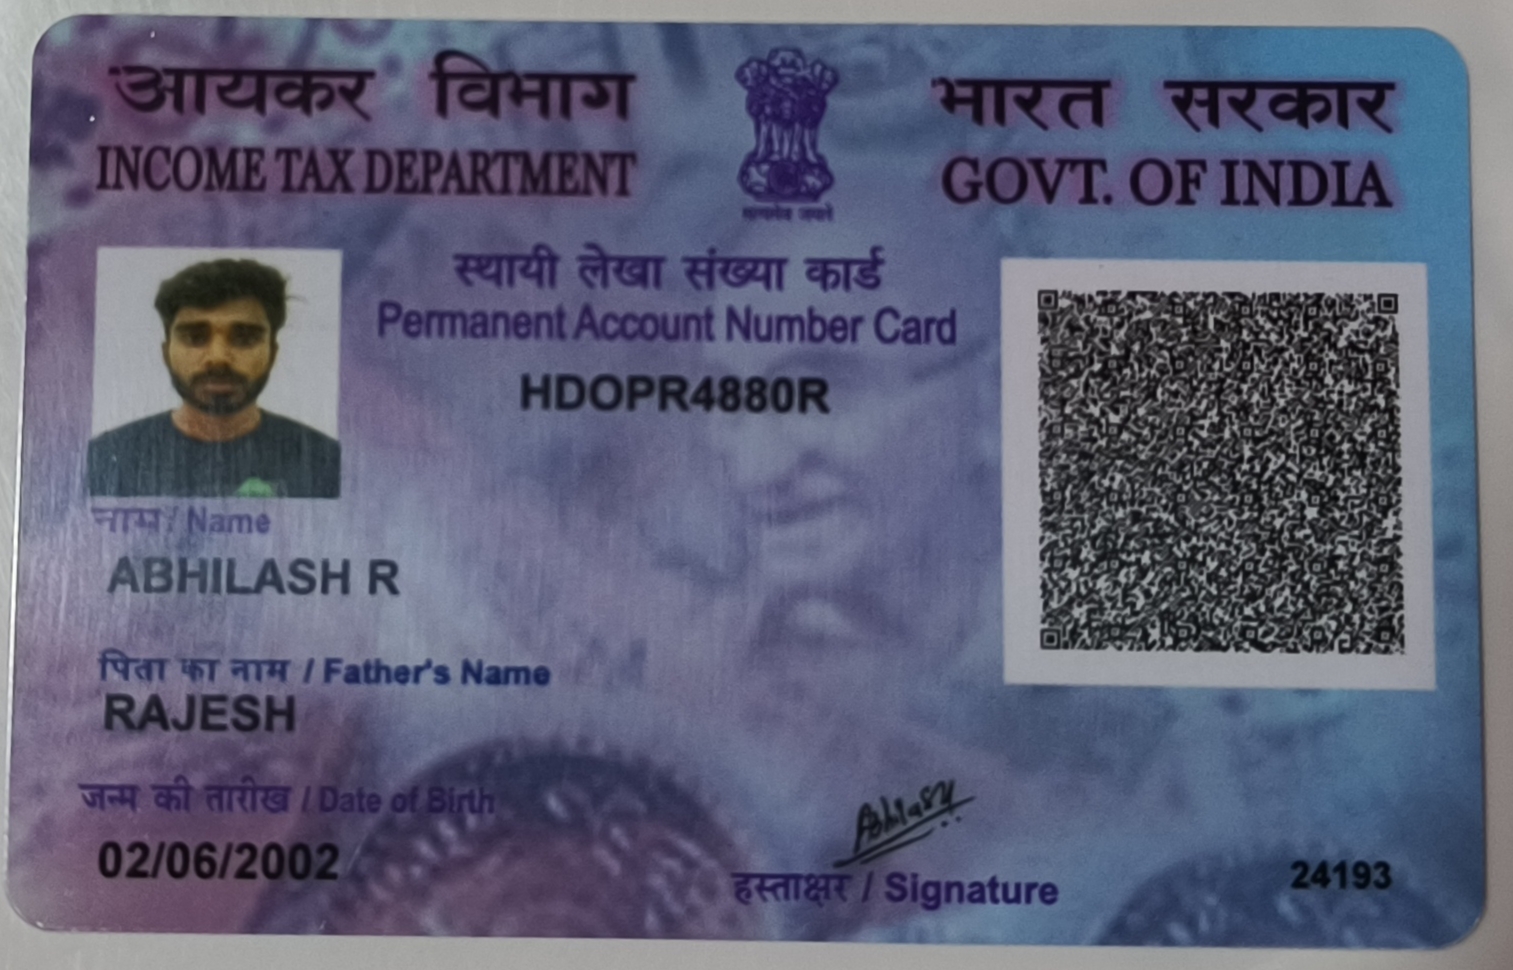 आयकर विभाग
INCOME TAX DEPARTMENT
सत्यमेव जयते
भारत सरकार
GOVT. OF INDIA
स्थायी लेखा संख्या कार्ड
Permanent Account Number Card
HDOPR4880R
नाम / Name
ABHILASH R
पिता का नाम / Father's Name
RAJESH
जन्म की तारीख / Date of Birth
02/06/2002
Abhilash
हस्ताक्षर / Signature
24193